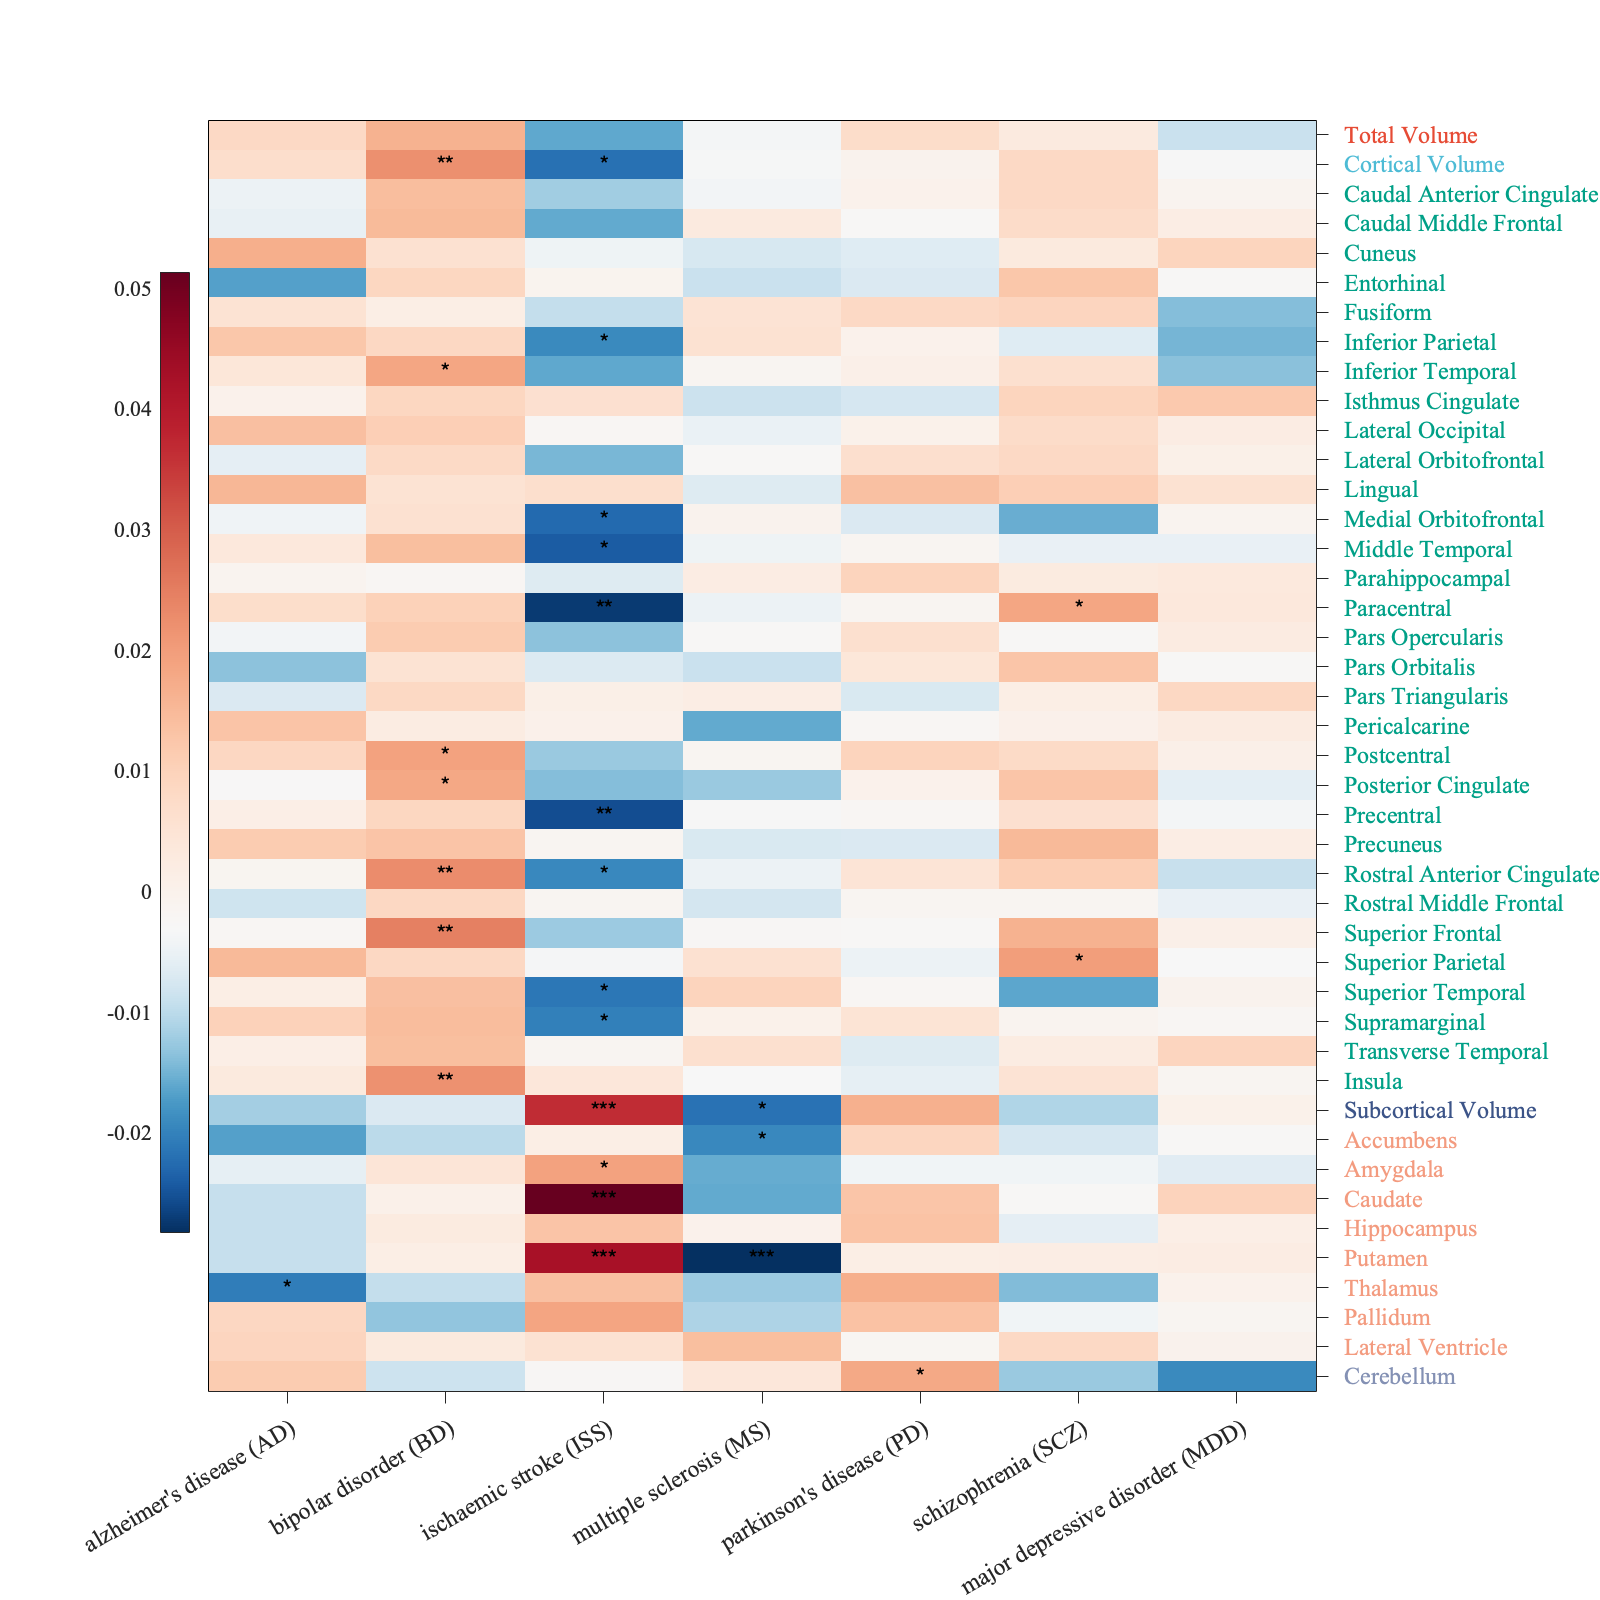 Total Volume
** * Cortical Volume
Caudal Anterior Cingulate
Caudal Middle Frontal
Cuneus
0.05 Entorhinal
Fusiform
* Inferior Parietal
* Inferior Temporal
0.04 Isthmus Cingulate
Lateral Occipital
Lateral Orbitofrontal
Lingual
0.03 * Medial Orbitofrontal
* Middle Temporal
Parahippocampal
** * Paracentral
Pars Opercularis
0.02 Pars Orbitalis
Pars Triangularis
Pericalcarine
* Postcentral
0.01 * Posterior Cingulate
** Precentral
Precuneus
** * Rostral Anterior Cingulate
0 Rostral Middle Frontal
** Superior Frontal
* Superior Parietal
* Superior Temporal
-0.01 * Supramarginal
Transverse Temporal
** Insula
*** * Subcortical Volume
-0.02 * Accumbens
* Amygdala
*** Caudate
Hippocampus
*** *** Putamen
* Thalamus
Pallidum
Lateral Ventricle
* Cerebellum
alzheimer's disease (AD)
bipolar disorder (BD)
ischaemic stroke (ISS)
multiple sclerosis (MS)
parkinson's disease (PD)
schizophrenia (SCZ)
major depressive disorder (MDD)